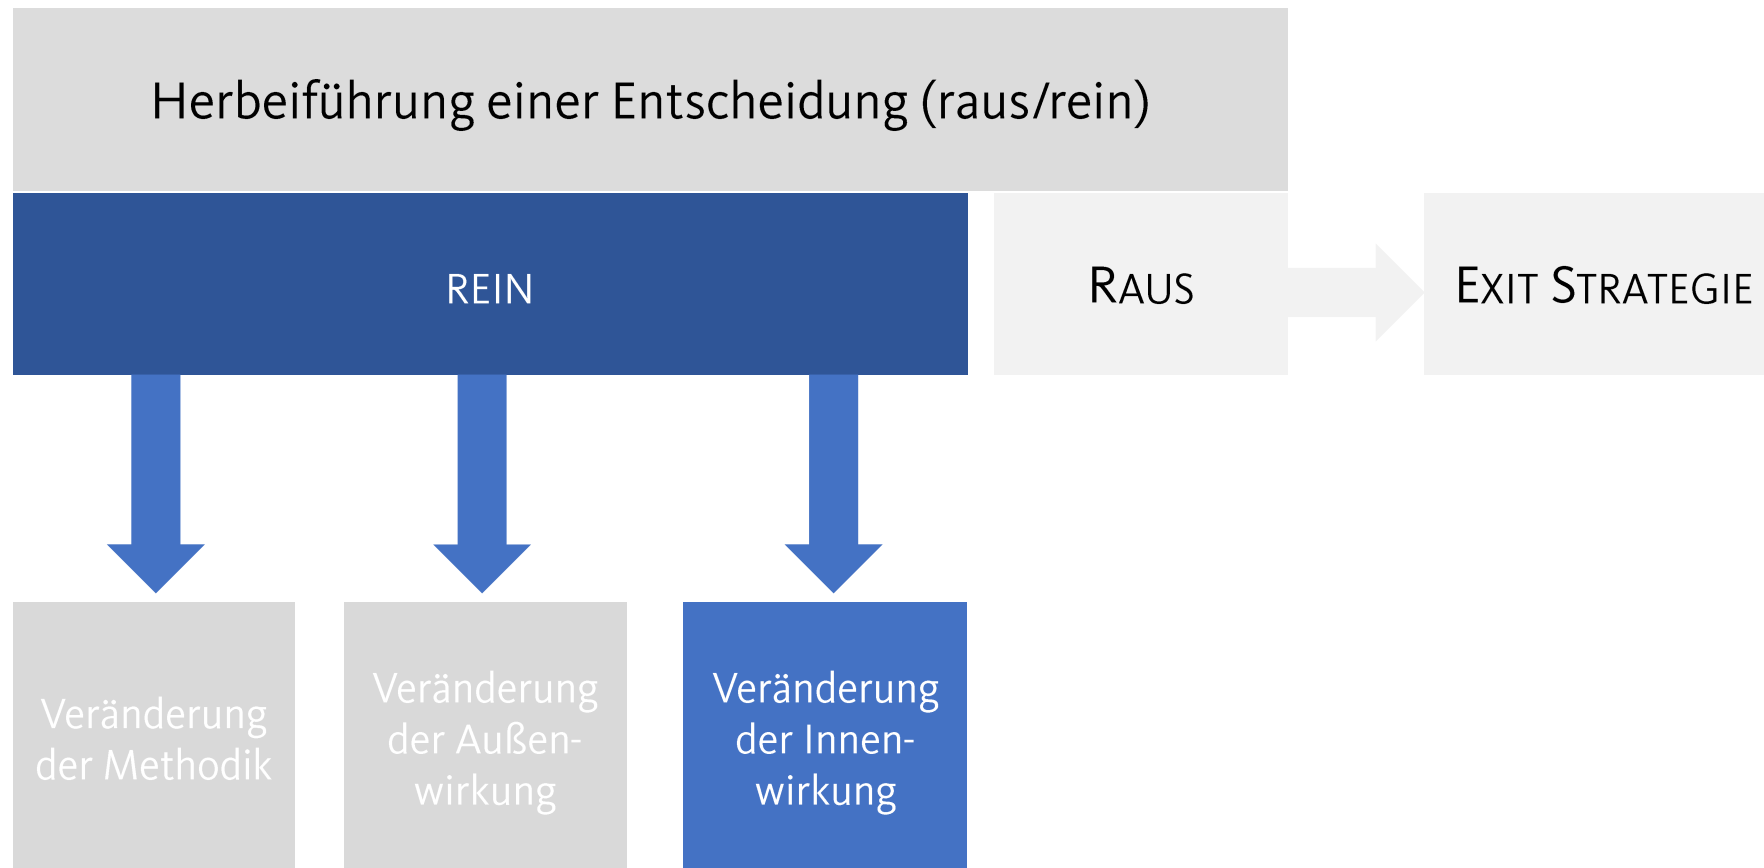 Herbeiführung einer Entscheidung (raus/rein)
REIN
RAUS
EXIT STRATEGIE
Veränderung
der Methodik
Veränderung
der Außen-
wirkung
Veränderung
der Innen-
wirkung